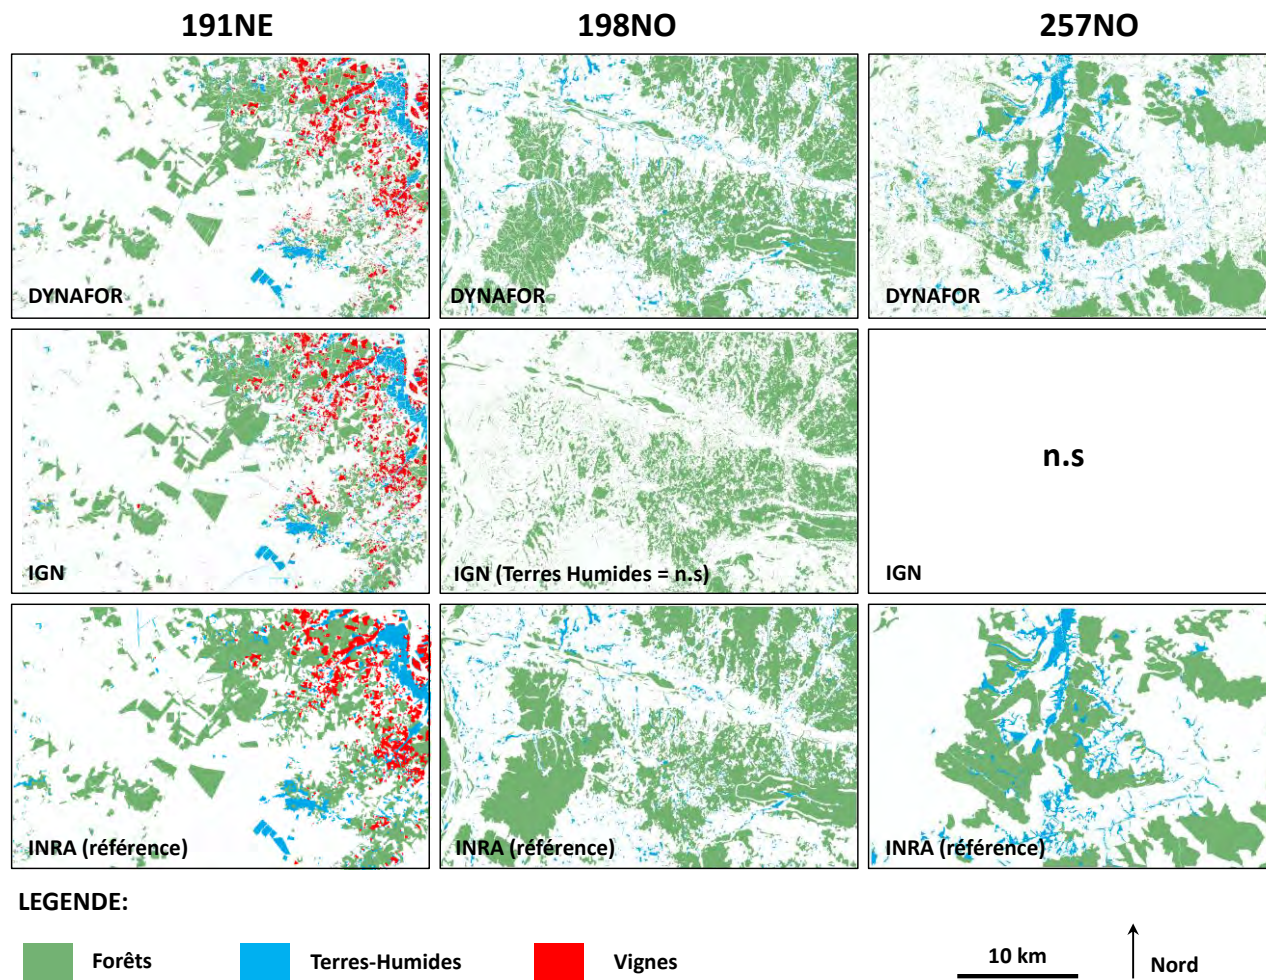 191NE
198NO
257NO
DYNAFOR
DYNAFOR
DYNAFOR
IGN
IGN (Terres Humides = n.s)
n.s
IGN
INRA (référence)
INRA (référence)
INRA (référence)
LEGENDE:
Forêts
Terres-Humides
Vignes
10 km
Nord